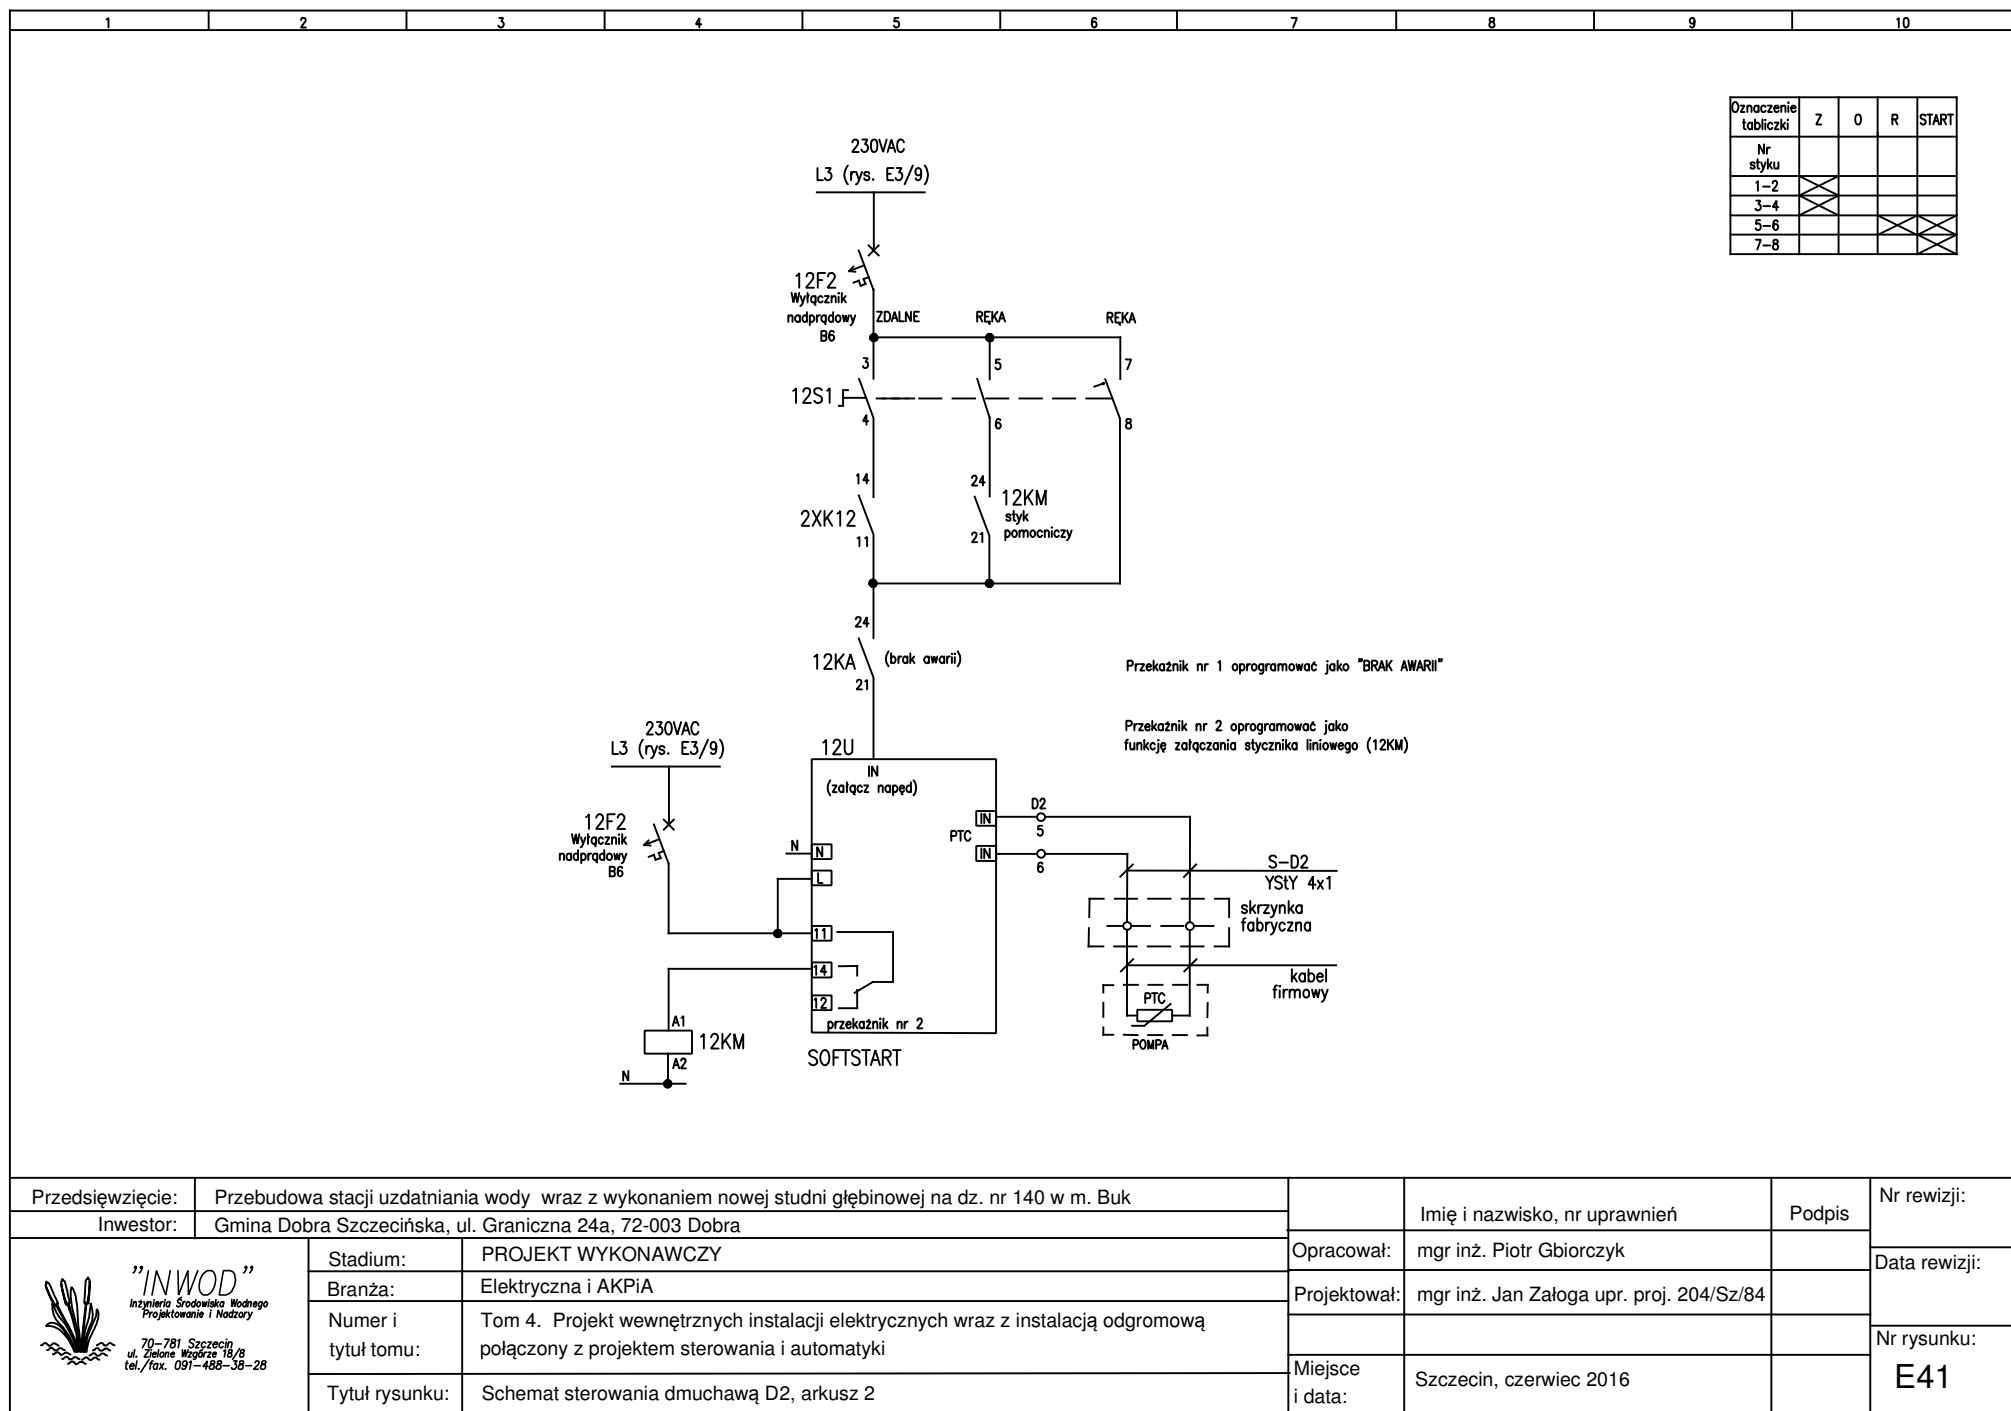 1 2 3 4 5 6 7 8 9 10
Oznaczenie tabliczki Z 0 R START
Nr styku
1-2
3-4
5-6
7-8
230VAC
L3 (rys. E3/9)
12F2
Wyłącznik
nadprądowy
B6
ZDALNE RĘKA RĘKA
3 5 7
12S1
4 6 8
14 24
2XK12
12KM
styk
pomocniczy
11 21
24
12KA (brak awarii)
21
Przekaźnik nr 1 oprogramować jako "BRAK AWARII"
Przekaźnik nr 2 oprogramować jako
funkcję załączania stycznika liniowego (12KM)
230VAC
L3 (rys. E3/9)
12F2
Wyłącznik
nadprądowy
B6
12U
IN
(załącz napęd)
N N
L
11
14
12
przekaźnik nr 2
SOFTSTART
PTC
IN
IN
D2
5
6
S-D2
YStY 4x1
skrzynka
fabryczna
kabel
firmowy
PTC
POMPA
A1
12KM
A2
N
Przedsięwzięcie: Przebudowa stacji uzdatniania wody wraz z wykonaniem nowej studni głębinowej na dz. nr 140 w m. Buk
Inwestor: Gmina Dobra Szczecińska, ul. Graniczna 24a, 72-003 Dobra
"INWOD"
Inżynieria Środowiska Wodnego
Projektowanie i Nadzory
70-781 Szczecin
ul. Zielone Wzgórze 18/8
tel./fax. 091-488-38-28
Stadium: PROJEKT WYKONAWCZY
Branża: Elektryczna i AKPiA
Numer i tytuł tomu:
Tom 4. Projekt wewnętrznych instalacji elektrycznych wraz z instalacją odgromową
połączony z projektem sterowania i automatyki
Tytuł rysunku: Schemat sterowania dmuchawą D2, arkusz 2
Imię i nazwisko, nr uprawnień Podpis
Opracował: mgr inż. Piotr Gbiorczyk
Projektował: mgr inż. Jan Załoga upr. proj. 204/Sz/84
Miejsce i data: Szczecin, czerwiec 2016
Nr rewizji:
Data rewizji:
Nr rysunku:
E41